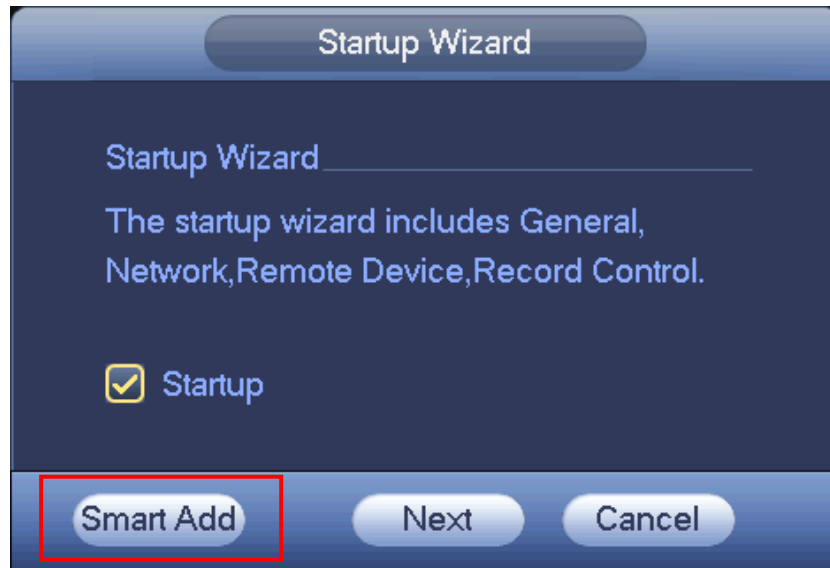 Startup Wizard
Startup Wizard
The startup wizard includes General,
Network,Remote Device,Record Control.
Startup
Smart Add Next Cancel